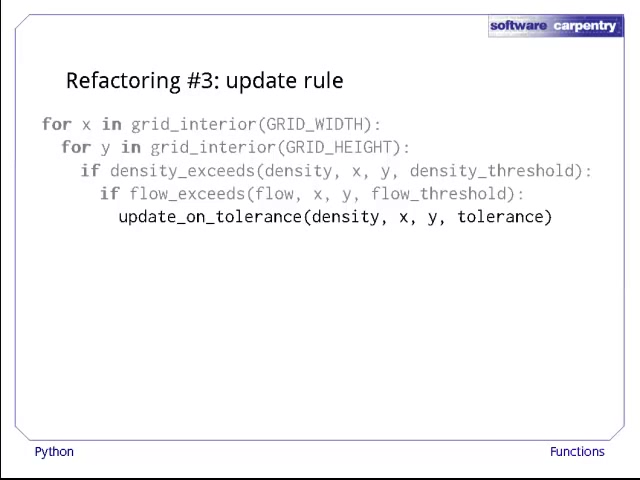 software carpentry
Refactoring #3: update rule
for x in grid_interior(GRID_WIDTH):
for y in grid_interior(GRID_HEIGHT):
if density_exceeds(density, x, y, density_threshold):
if flow_exceeds(flow, x, y, flow_threshold):
update_on_tolerance(density, x, y, tolerance)
Python
Functions